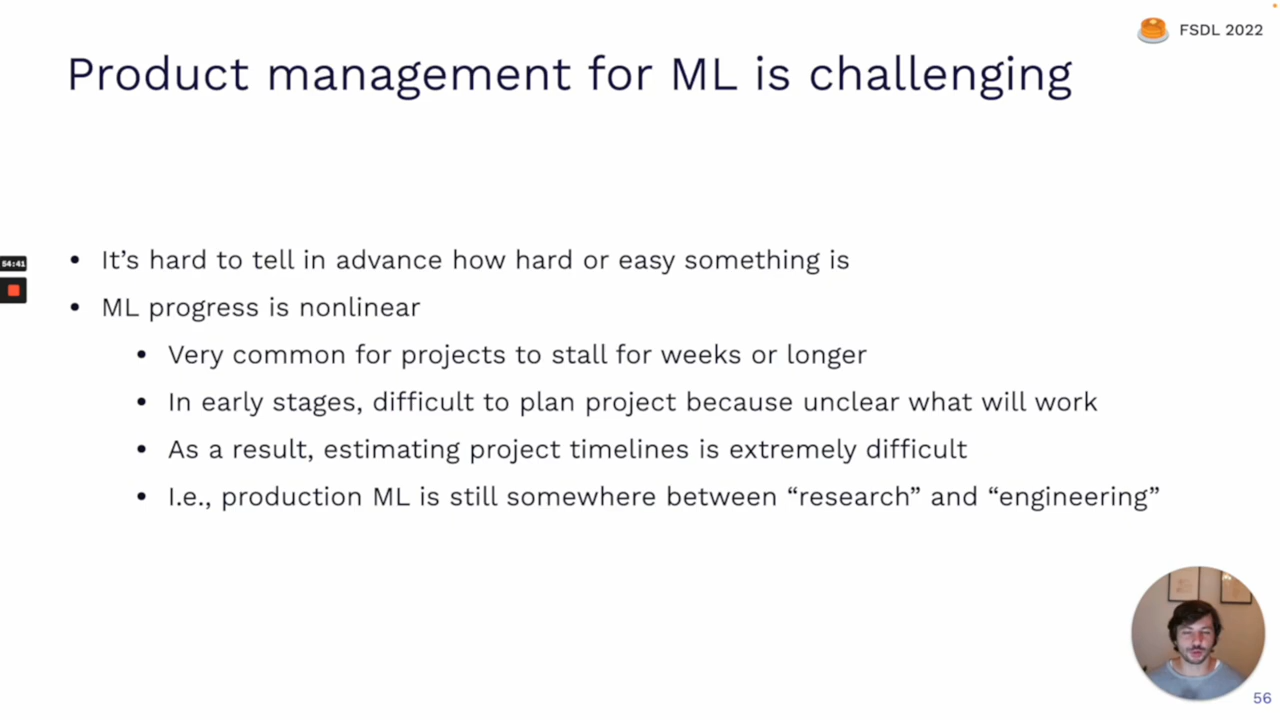 FSDL 2022
Product management for ML is challenging
• It’s hard to tell in advance how hard or easy something is
• ML progress is nonlinear
• Very common for projects to stall for weeks or longer
• In early stages, difficult to plan project because unclear what will work
• As a result, estimating project timelines is extremely difficult
• I.e., production ML is still somewhere between “research” and “engineering”
54:41
56